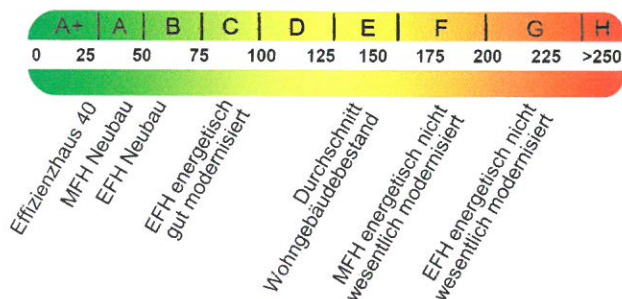 A+ A B C D E F G H
0 25 50 75 100 125 150 175 200 225 >250
Effizienzhaus 40
MFH Neubau
EFH Neubau
EFH energetisch
gut modernisiert
Durchschnitt
Wohngebäudebestand
MFH energetisch nicht
wesentlich modernisiert
EFH energetisch nicht
wesentlich modernisiert